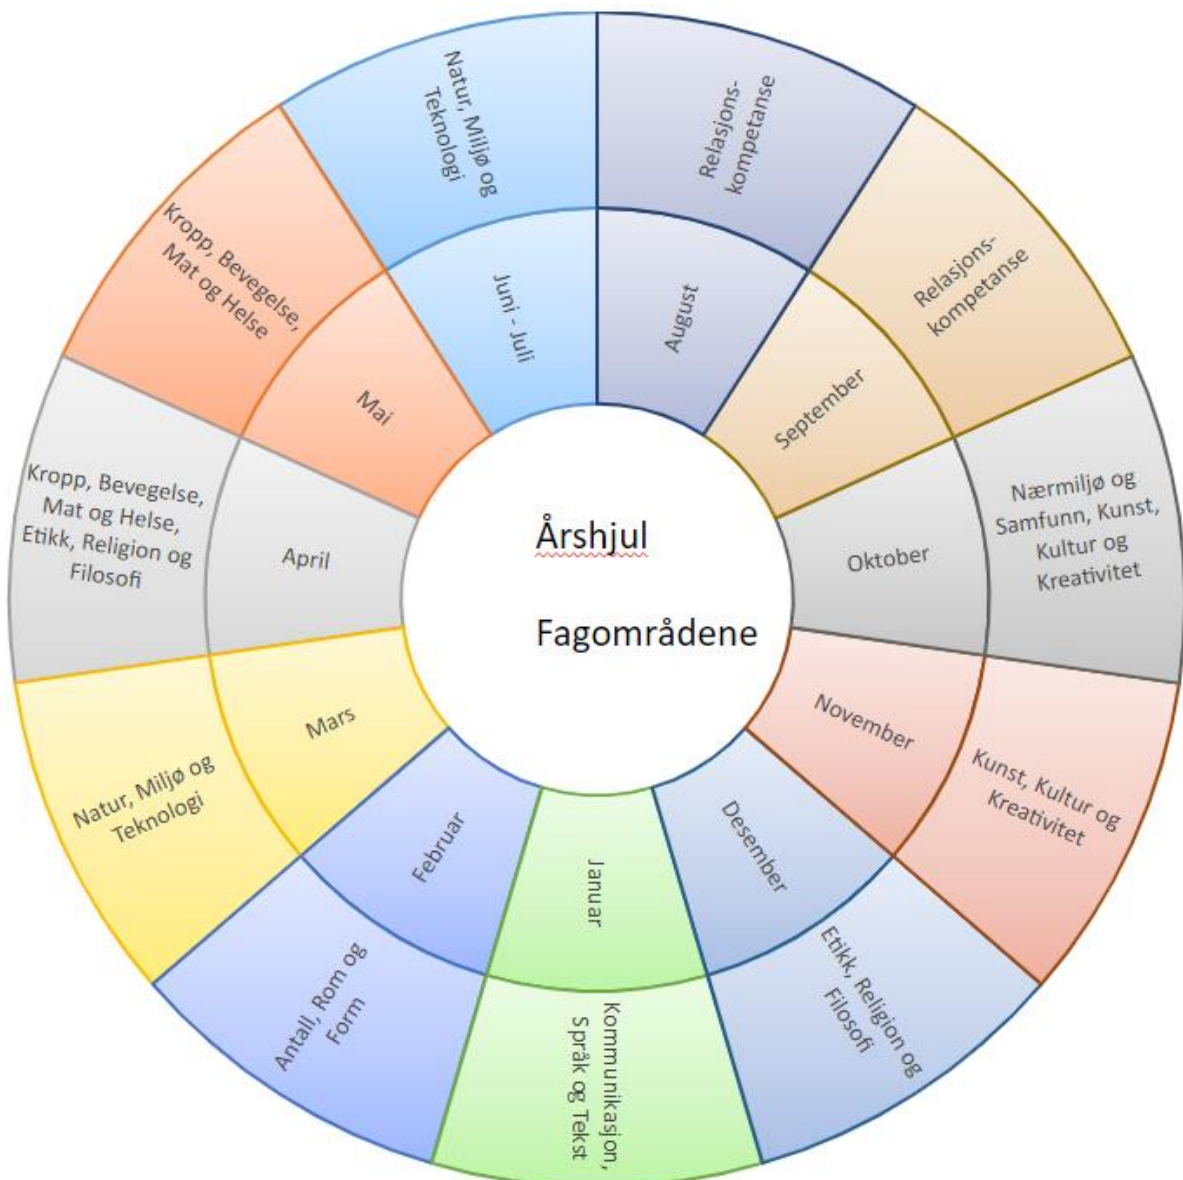 Årshjul
Fagområdene
August
Relasjons-
kompetanse
September
Relasjons-
kompetanse
Oktober
Nærmiljø og
Samfunn, Kunst,
Kultur og
Kreativitet
November
Kunst, Kultur og
Kreativitet
Desember
Etikk, Religion og
Filosofi
Januar
Kommunikasjon,
Språk og Tekst
Februar
Antall, Rom og
Form
Mars
Natur, Miljø og
Teknologi
April
Kropp, Bevegelse,
Mat og Helse,
Etikk, Religion og
Filosofi
Mai
Kropp, Bevegelse,
Mat og Helse
Juni - Juli
Natur, Miljø og
Teknologi